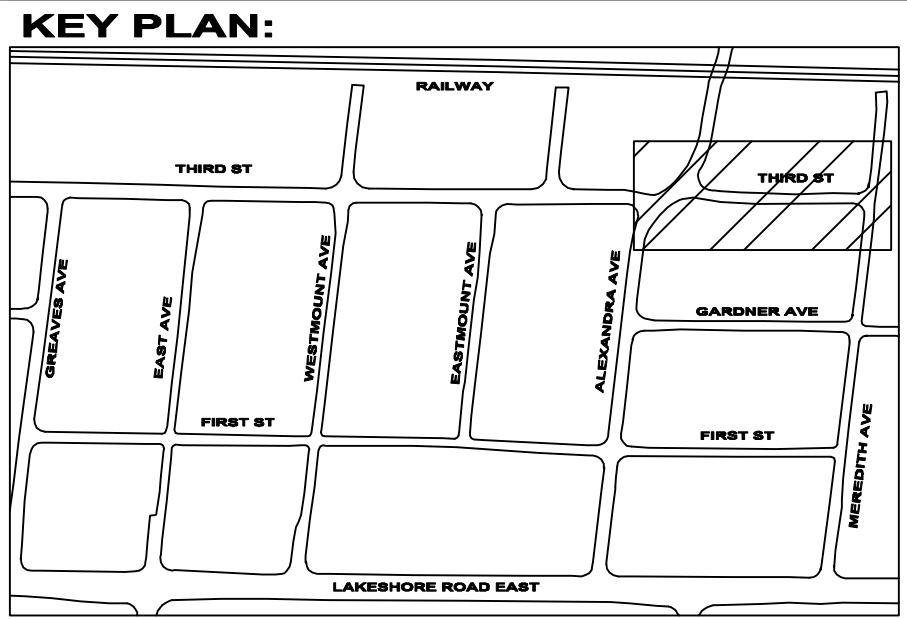 KEY PLAN:
RAILWAY
THIRD ST
THIRD ST
GREAVES AVE
EAST AVE
WESTMOUNT AVE
EASTMOUNT AVE
ALEXANDRA AVE
GARDNER AVE
FIRST ST
FIRST ST
MEREDITH AVE
LAKESHORE ROAD EAST